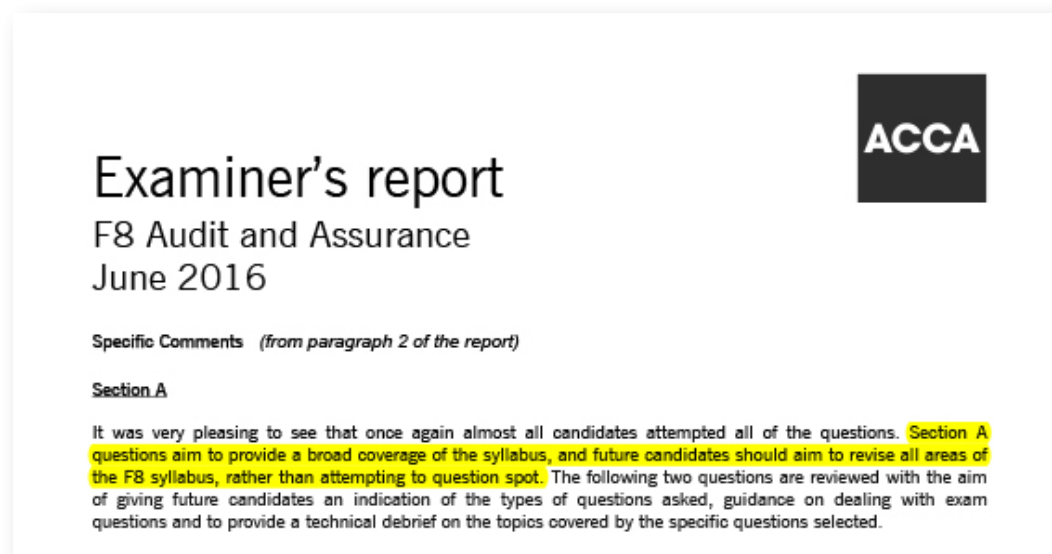 ACCA
Examiner's report
F8 Audit and Assurance
June 2016
Specific Comments (from paragraph 2 of the report)
Section A
It was very pleasing to see that once again almost all candidates attempted all of the questions. Section A
questions aim to provide a broad coverage of the syllabus, and future candidates should aim to revise all areas of
the F8 syllabus, rather than attempting to question spot. The following two questions are reviewed with the aim
of giving future candidates an indication of the types of questions asked, guidance on dealing with exam
questions and to provide a technical debrief on the topics covered by the specific questions selected.